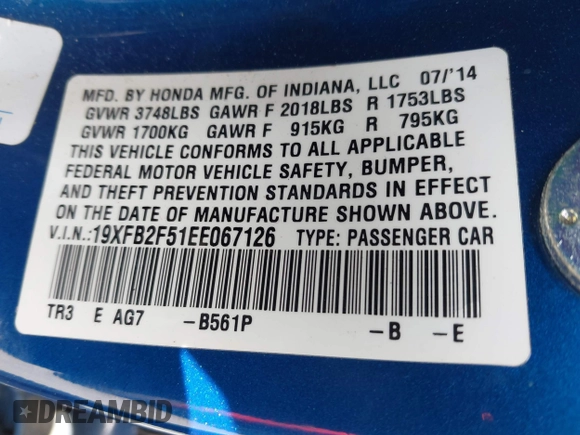 MFD. BY HONDA MFG. OF INDIANA, LLC 07/'14
GVWR 3748LBS GAWR F 2018LBS R 1753LBS
GVWR 1700KG GAWR F 915KG R 795KG
THIS VEHICLE CONFORMS TO ALL APPLICABLE
FEDERAL MOTOR VEHICLE SAFETY, BUMPER,
AND THEFT PREVENTION STANDARDS IN EFFECT
ON THE DATE OF MANUFACTURE SHOWN ABOVE.
V.I.N.:19XFB2F51EE067126 TYPE: PASSENGER CAR
TR3 E AG7 -B561P -B -E
DREAMBID